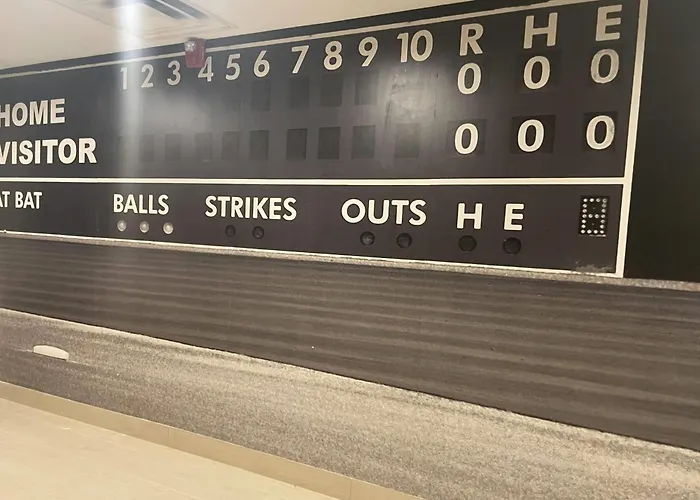 1 2 3 4 5 6 7 8 9 10 R H E
HOME 0 0 0
VISITOR 0 0 0
AT BAT BALLS STRIKES OUTS H E